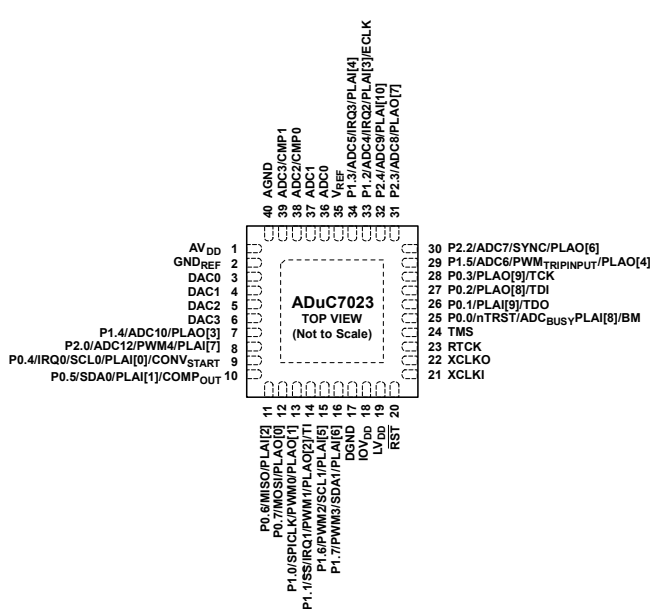 40 AGND
39 ADC3/CMP1
38 ADC2/CMP0
37 ADC1
36 ADC0
35 VREF
34 P1.3/ADC5/IRQ3/PLAI[4]
33 P1.2/ADC4/IRQ2/PLAI[3]/ECLK
32 P2.4/ADC9/PLAI[10]
31 P2.3/ADC8/PLAO[7]
AVDD 1
GNDREF 2
DAC0 3
DAC1 4
DAC2 5
DAC3 6
P1.4/ADC10/PLAO[3] 7
P2.0/ADC12/PWM4/PLAI[7] 8
P0.4/IRQ0/SCL0/PLAI[0]/CONVSTART 9
P0.5/SDA0/PLAI[1]/COMPOUT 10
ADuC7023
TOP VIEW
(Not to Scale)
30 P2.2/ADC7/SYNC/PLAO[6]
29 P1.5/ADC6/PWMTRIPINPUT/PLAO[4]
28 P0.3/PLAO[9]/TCK
27 P0.2/PLAO[8]/TDI
26 P0.1/PLAI[9]/TDO
25 P0.0/nTRST/ADCBUSY/PLAI[8]/BM
24 TMS
23 RTCK
22 XCLKO
21 XCLKI
P0.6/MISO/PLAI[2] 11
P0.7/MOSI/PLAO[0] 12
P1.0/SPICLK/PWM0/PLAO[1] 13
P1.1/SS/IRQ1/PWM1/PLAO[2]/TI 14
P1.6/PWM2/SCL1/PLAI[5] 15
P1.7/PWM3/SDA1/PLAI[6] 16
DGND 17
IOVDD 18
LVDD 19
RST 20